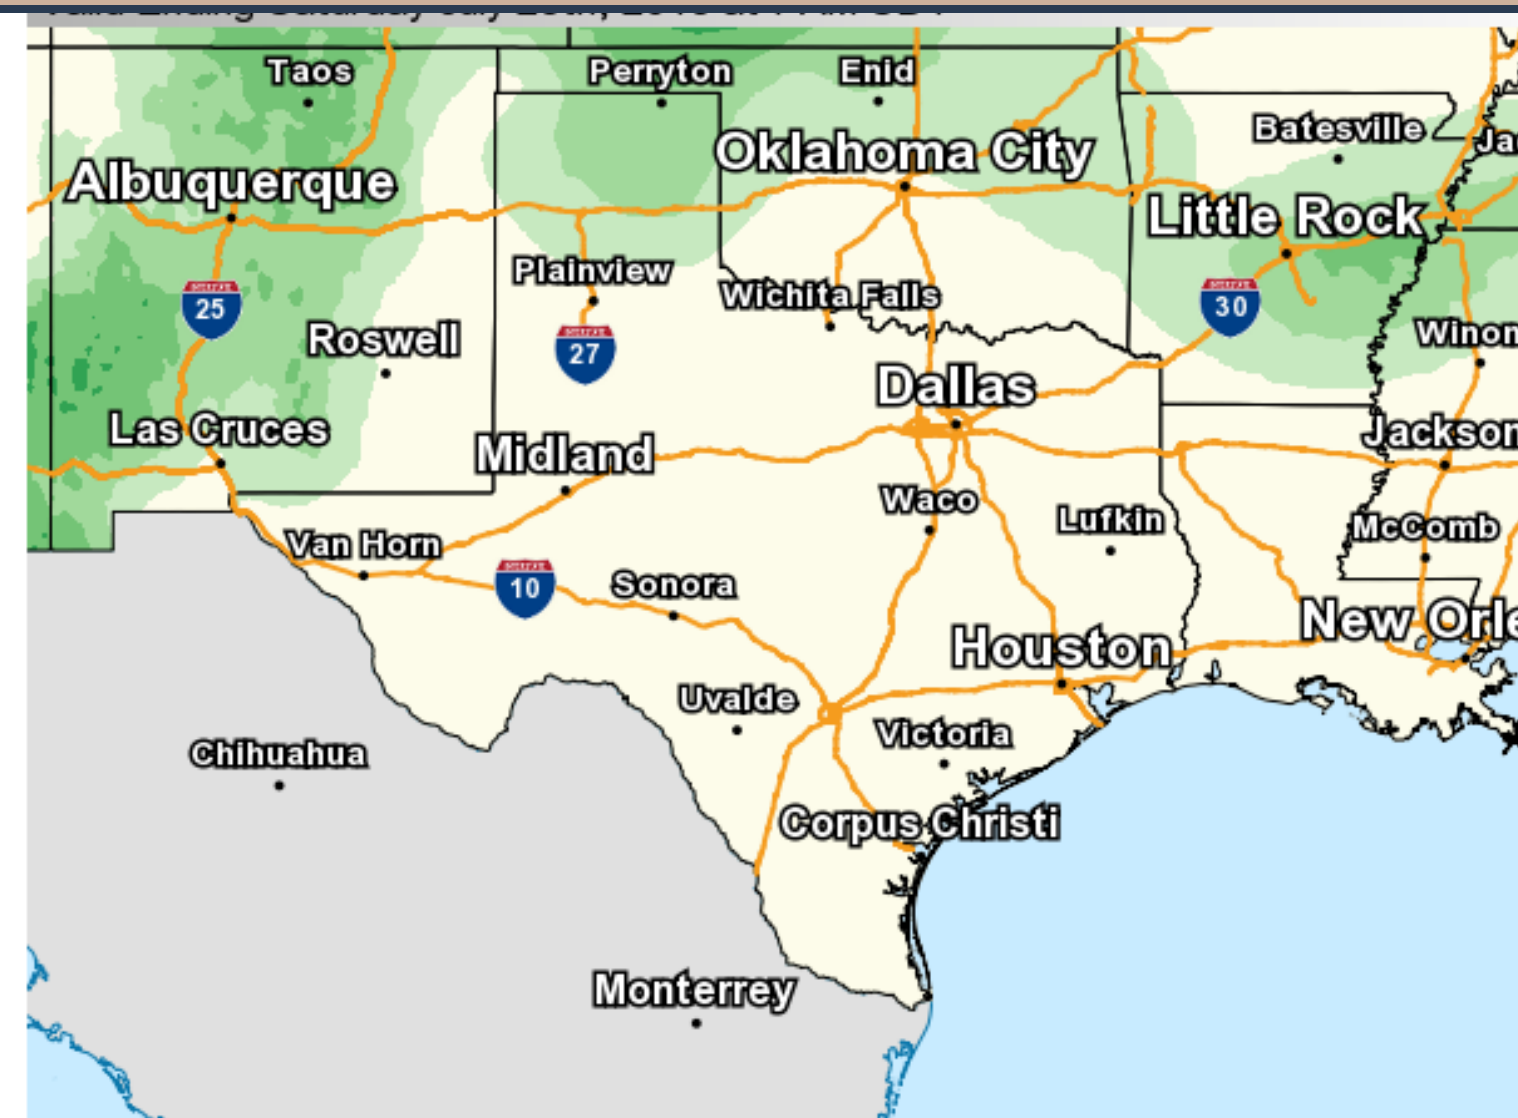 Taos
Perryton
Enid
Batesville
Oklahoma City
Albuquerque
Little Rock
Plainview
Wichita Falls
25
30
Roswell
27
Dallas
Las Cruces
Midland
Waco
Lufkin
McComb
Van Horn
10
Sonora
Houston
Uvalde
Victoria
Chihuahua
Corpus Christi
Monterrey